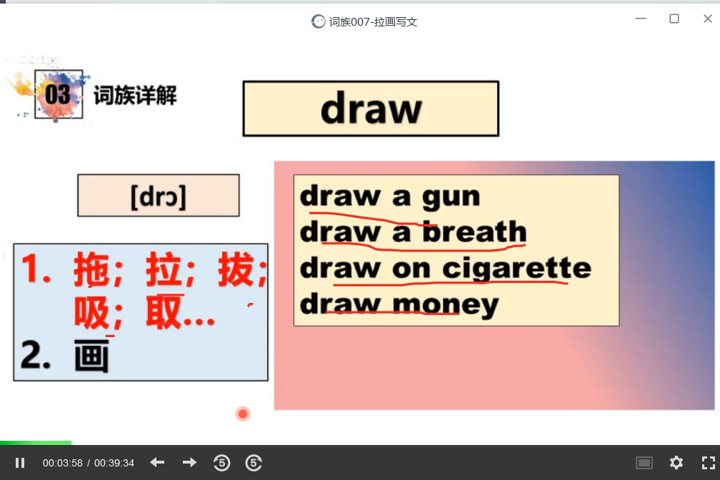 词族007-拉画写文
03 词族详解
draw
[drɔ]
draw a gun
draw a breath
draw on cigarette
draw money
1. 拖；拉；拔；
吸；取...
2. 画
00:03:58 / 00:39:34
5
5